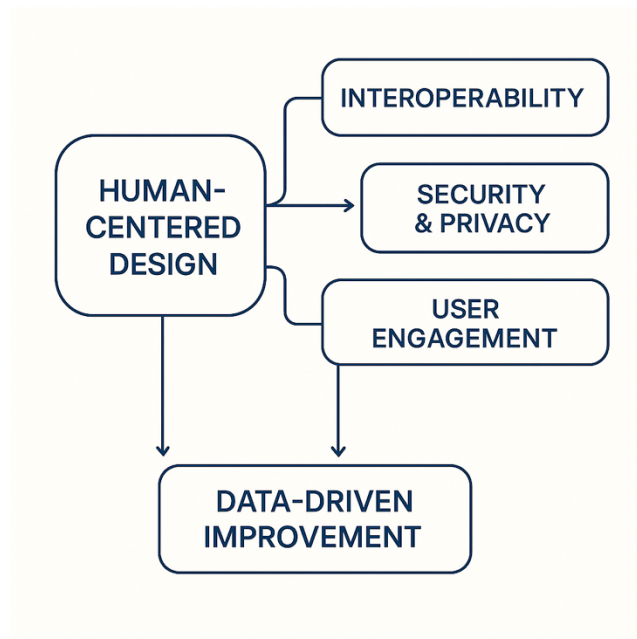 HUMAN-
CENTERED
DESIGN
INTEROPERABILITY
SECURITY
& PRIVACY
USER
ENGAGEMENT
DATA-DRIVEN
IMPROVEMENT